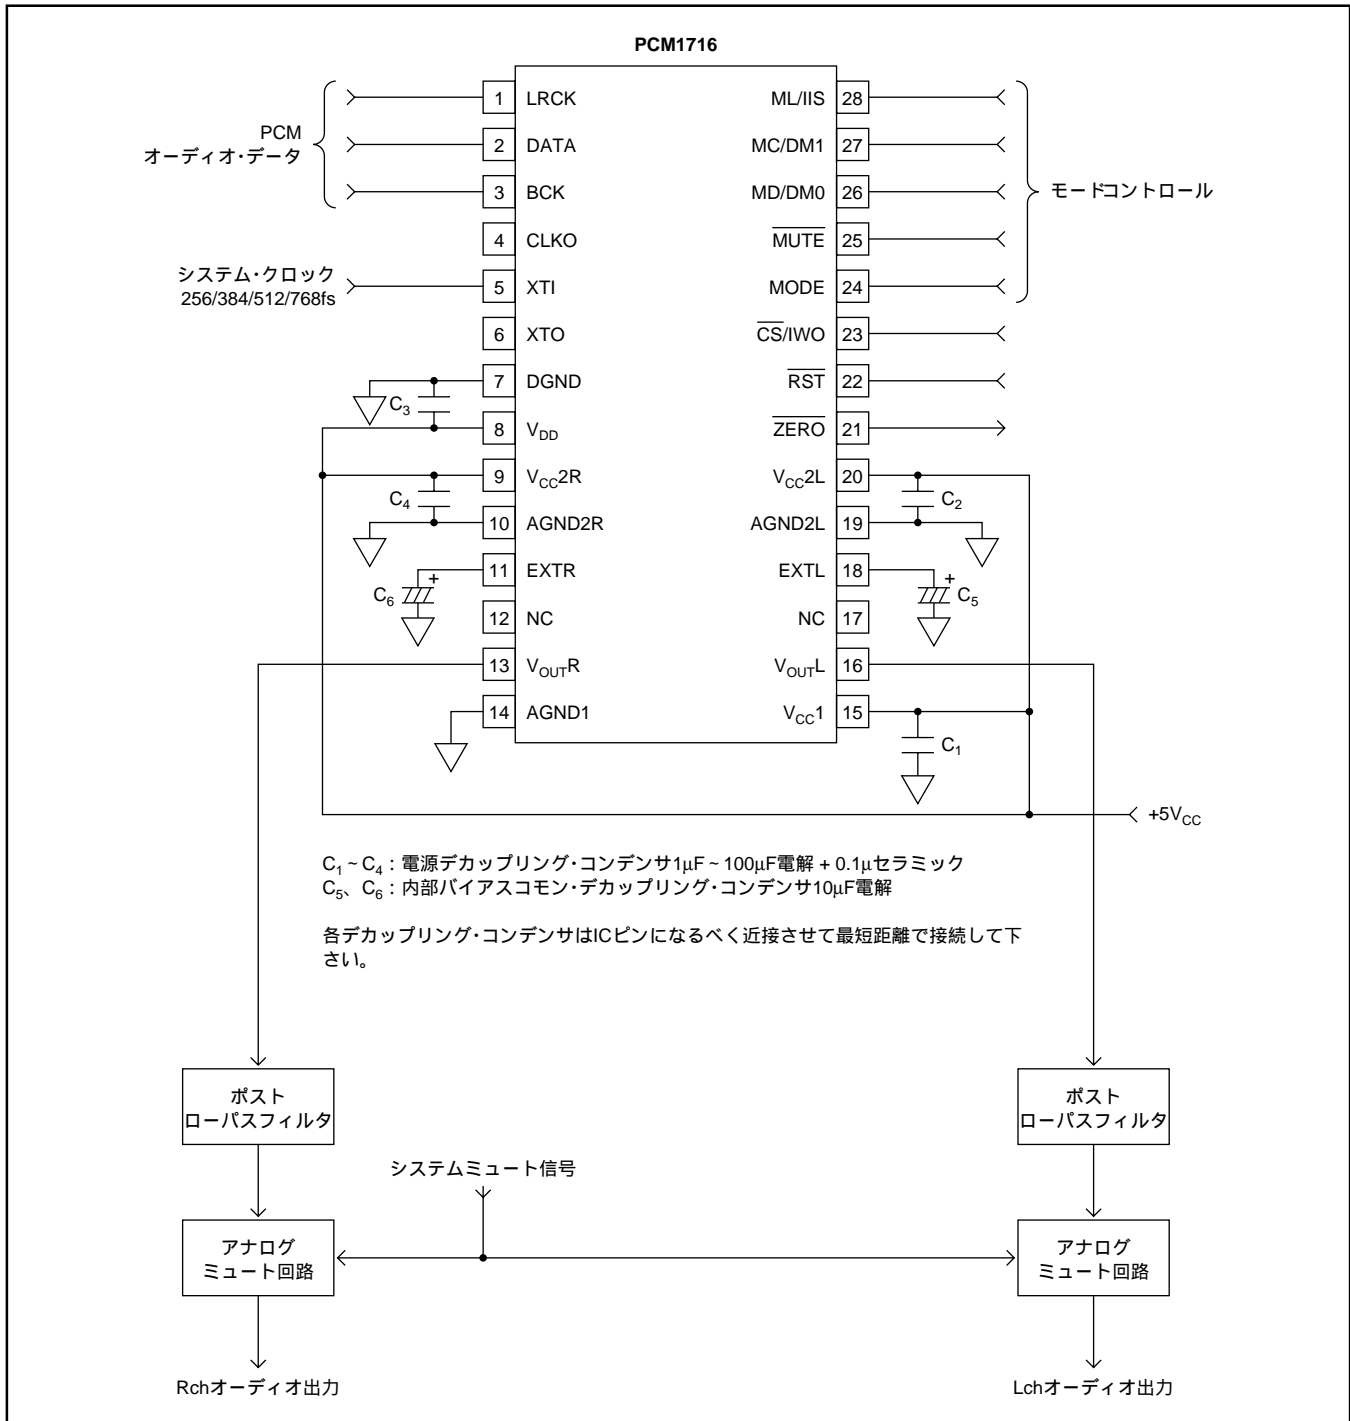 PCM1716
PCM
オーディオ・データ
システム・クロック
256/384/512/768fs
1 LRCK
2 DATA
3 BCK
4 CLKO
5 XTI
6 XTO
7 DGND
8 VDD
9 VCC2R
10 AGND2R
11 EXTR
12 NC
13 VOUTR
14 AGND1
ML/IIS 28
MC/DM1 27
MD/DM0 26
MUTE 25
MODE 24
CS/IWO 23
RST 22
ZERO 21
VCC2L 20
AGND2L 19
EXTL 18
NC 17
VOUTL 16
VCC1 15
モードコントロール
C3
C4
C6
+
C2
C5
+
C1
+5VCC
C1 ~ C4 : 電源デカップリング・コンデンサ1μF ~ 100μF電解 + 0.1μセラミック
C5、C6 : 内部バイアスコモン・デカップリング・コンデンサ10μF電解
各デカップリング・コンデンサはICピンになるべく近接させて最短距離で接続して下
さい。
ポスト
ローパスフィルタ
ポスト
ローパスフィルタ
システムミュート信号
アナログ
ミュート回路
アナログ
ミュート回路
Rchオーディオ出力
Lchオーディオ出力